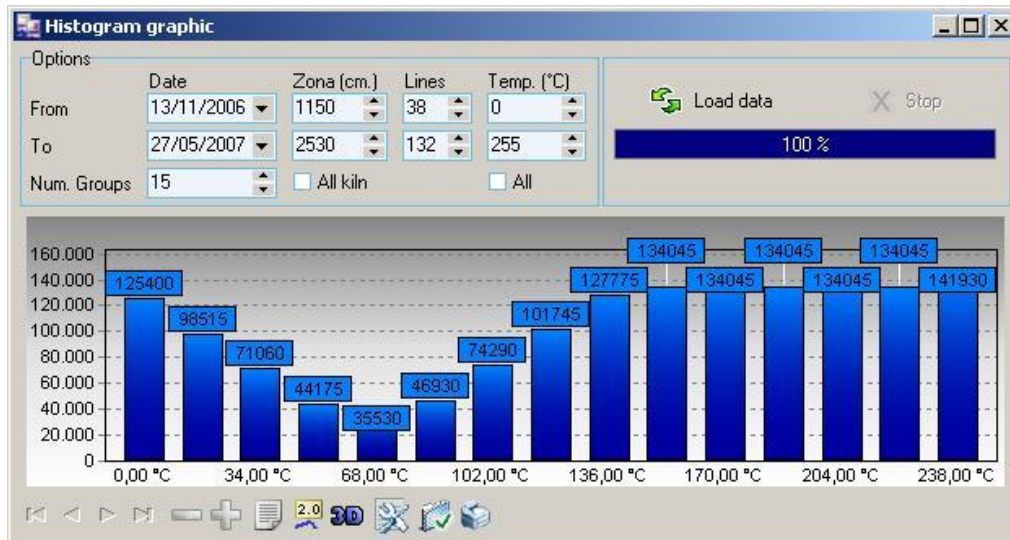 Histogram graphic
Options
Date Zona (cm.) Lines Temp. (°C)
From 13/11/2006 1150 38 0
To 27/05/2007 2530 132 255
Num. Groups 15 All kiln All
Load data Stop
100 %
160.000
140.000
120.000
100.000
80.000
60.000
40.000
20.000
0
125400
98515
71060
44175
35530
46930
74290
101745
127775
134045
134045
134045
134045
134045
141930
0,00 °C 34,00 °C 68,00 °C 102,00 °C 136,00 °C 170,00 °C 204,00 °C 238,00 °C
2.0 3D